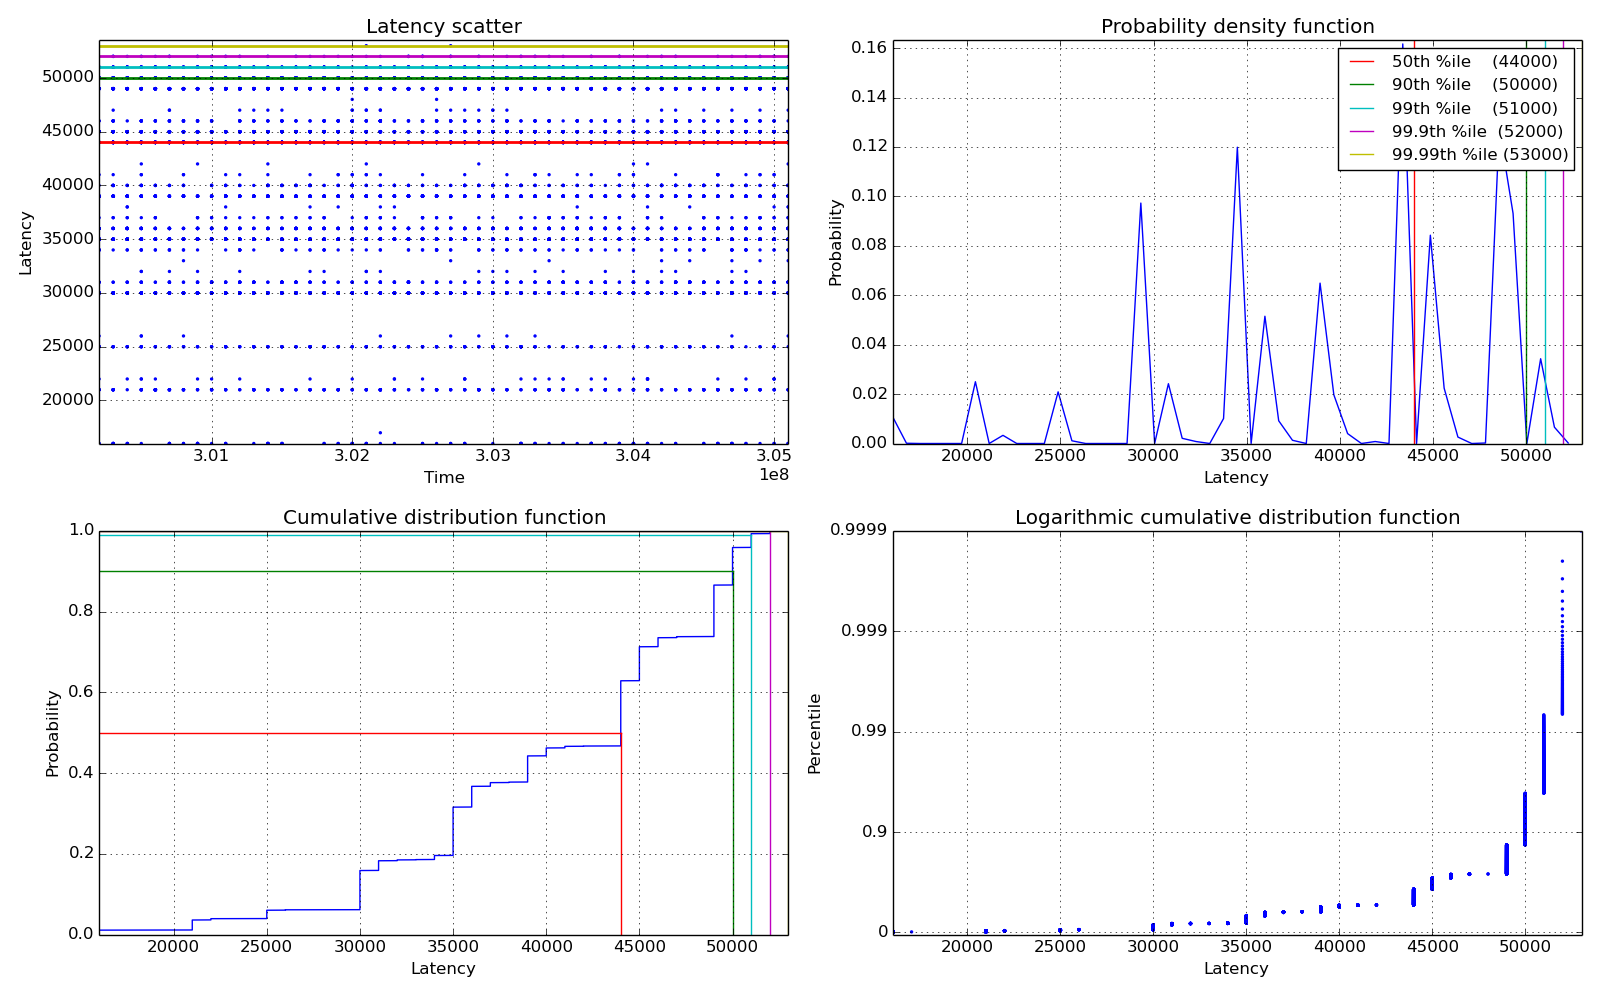 Latency scatter
50000
45000
40000
35000
30000
25000
20000
Latency
3.01
3.02
3.03
3.04
3.05
1e8
Time
Probability density function
0.16
0.14
0.12
0.10
0.08
0.06
0.04
0.02
0.00
Probability
50th %ile (44000)
90th %ile (50000)
99th %ile (51000)
99.9th %ile (52000)
99.99th %ile (53000)
20000
25000
30000
35000
40000
45000
50000
Latency
Cumulative distribution function
1.0
0.8
0.6
0.4
0.2
0.0
Probability
20000
25000
30000
35000
40000
45000
50000
Latency
Logarithmic cumulative distribution function
0.9999
0.999
0.99
0.9
0
Percentile
20000
25000
30000
35000
40000
45000
50000
Latency